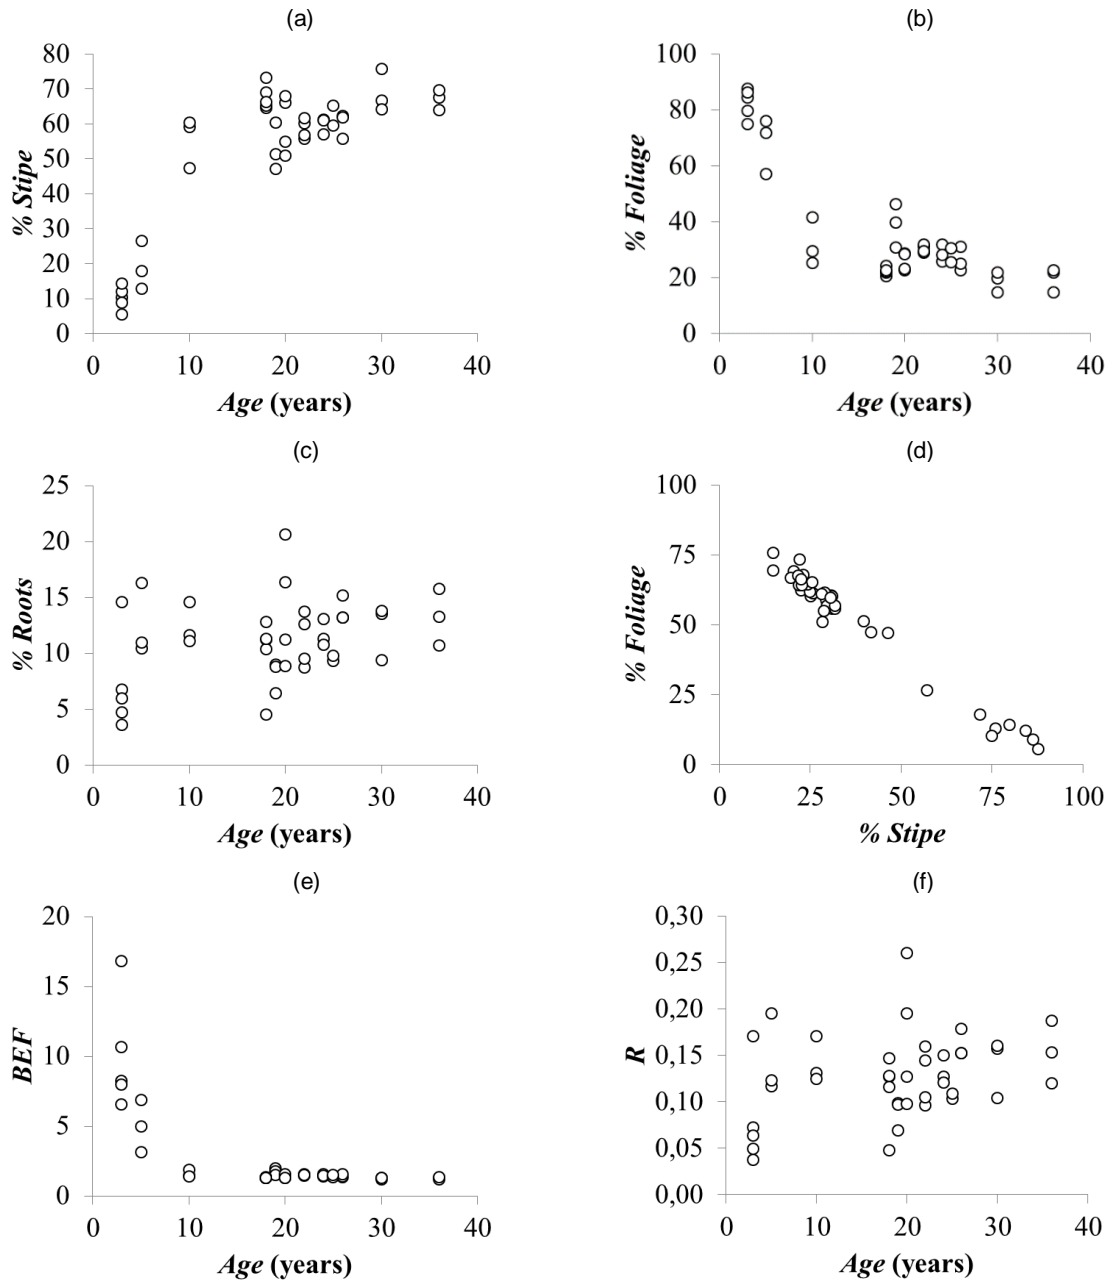 (a)
80
70
60
50
40
30
20
10
0
% Stipe
0 10 20 30 40
Age (years)
(b)
100
80
60
40
20
0
% Foliage
0 10 20 30 40
Age (years)
(c)
25
20
15
10
5
0
% Roots
0 10 20 30 40
Age (years)
(d)
100
75
50
25
0
% Foliage
0 25 50 75 100
% Stipe
(e)
20
15
10
5
0
BEF
0 10 20 30 40
Age (years)
(f)
0,30
0,25
0,20
0,15
0,10
0,05
0,00
R
0 10 20 30 40
Age (years)